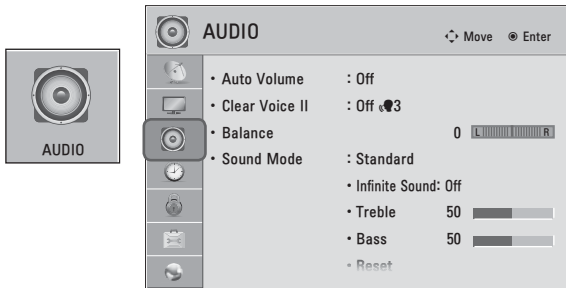 AUDIO
AUDIO
Move Enter
• Auto Volume : Off
• Clear Voice II : Off 3
• Balance 0 L R
• Sound Mode : Standard
• Infinite Sound: Off
• Treble 50
• Bass 50
• Reset